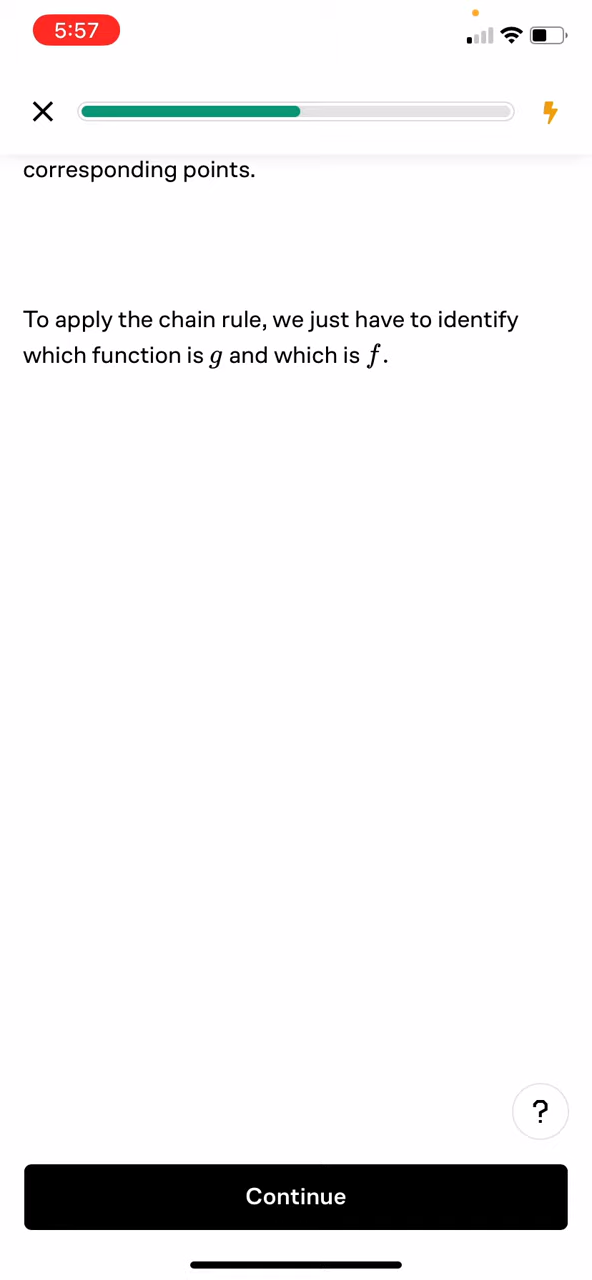 5:57
corresponding points.
To apply the chain rule, we just have to identify
which function is g and which is f.
?
Continue